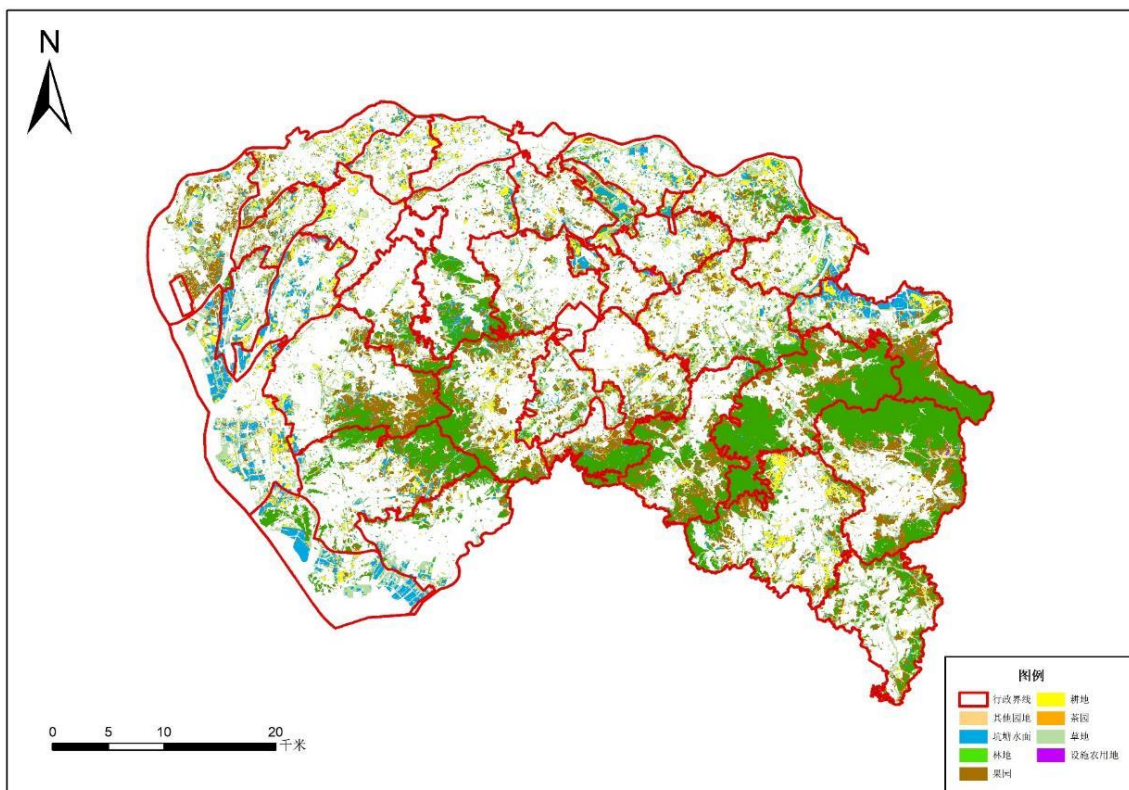 N
0 5 10 20
千米
图例
行政界线 耕地
其他园地 茶园
坑塘水面 草地
林地 设施农用地
果园